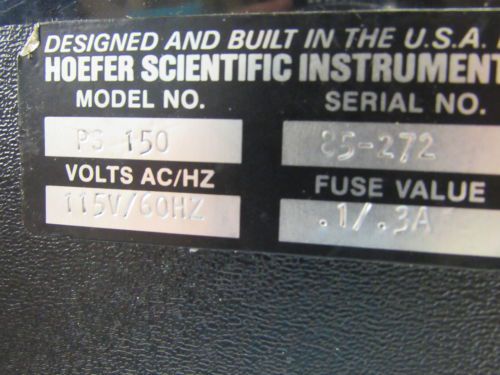 DESIGNED AND BUILT IN THE U.S.A.
HOEFER SCIENTIFIC INSTRUMENT
MODEL NO. SERIAL NO.
PS 150 85-272
VOLTS AC/HZ FUSE VALUE
115V/60HZ .1/.3A